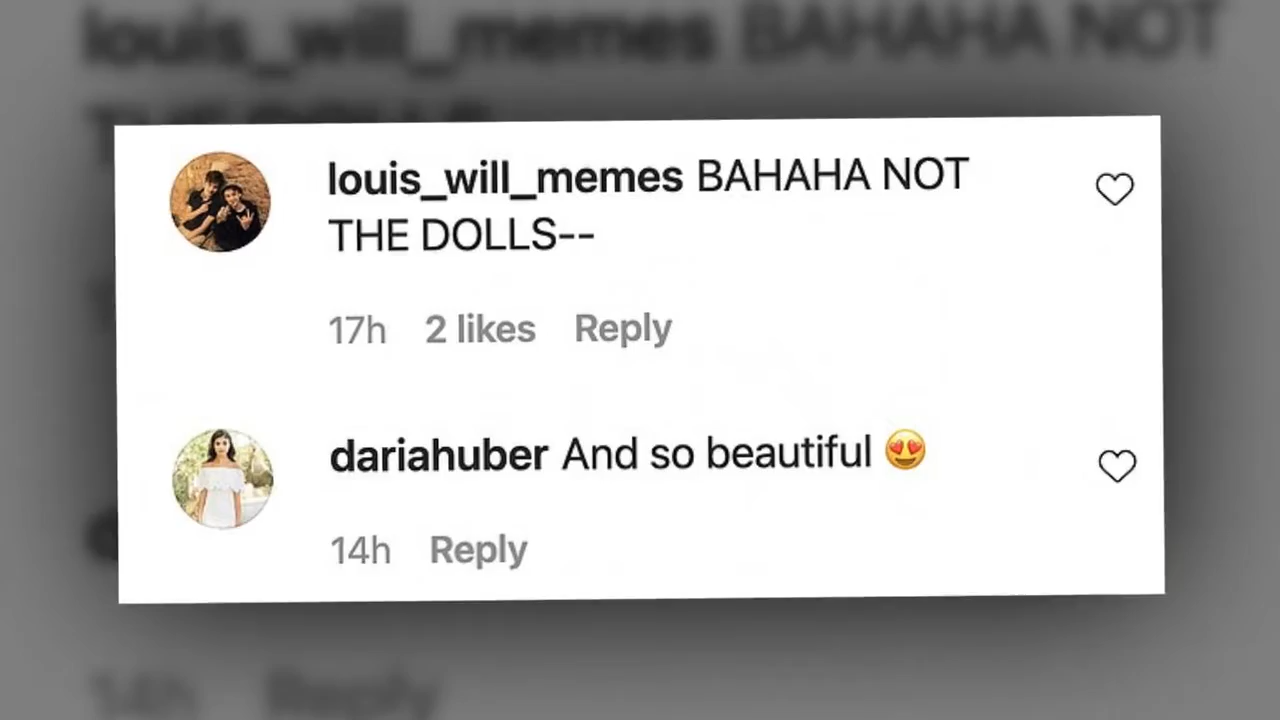 louis_will_memes BAHAHA NOT
THE DOLLS--
17h 2 likes Reply
dariahuber And so beautiful 😍
14h Reply